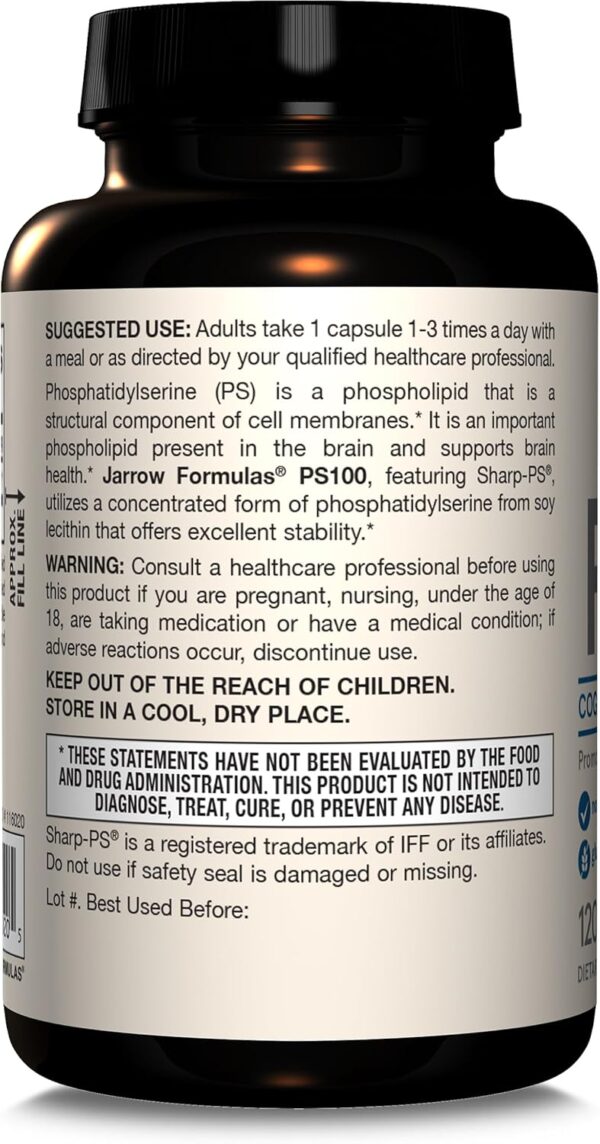 SUGGESTED USE: Adults take 1 capsule 1-3 times a day with
a meal or as directed by your qualified healthcare professional.
Phosphatidylserine (PS) is a phospholipid that is a
structural component of cell membranes.* It is an important
phospholipid present in the brain and supports brain
health.* Jarrow Formulas® PS100, featuring Sharp-PS®,
utilizes a concentrated form of phosphatidylserine from soy
lecithin that offers excellent stability.*
WARNING: Consult a healthcare professional before using
this product if you are pregnant, nursing, under the age of
18, are taking medication or have a medical condition; if
adverse reactions occur, discontinue use.
KEEP OUT OF THE REACH OF CHILDREN.
STORE IN A COOL, DRY PLACE.
* THESE STATEMENTS HAVE NOT BEEN EVALUATED BY THE FOOD
AND DRUG ADMINISTRATION. THIS PRODUCT IS NOT INTENDED TO
DIAGNOSE, TREAT, CURE, OR PREVENT ANY DISEASE.
Sharp-PS® is a registered trademark of IFF or its affiliates.
Do not use if safety seal is damaged or missing.
Lot #. Best Used Before:
APPROX.
FILL LINE
#11602D
20 5
COG
Prom
120
DIETA